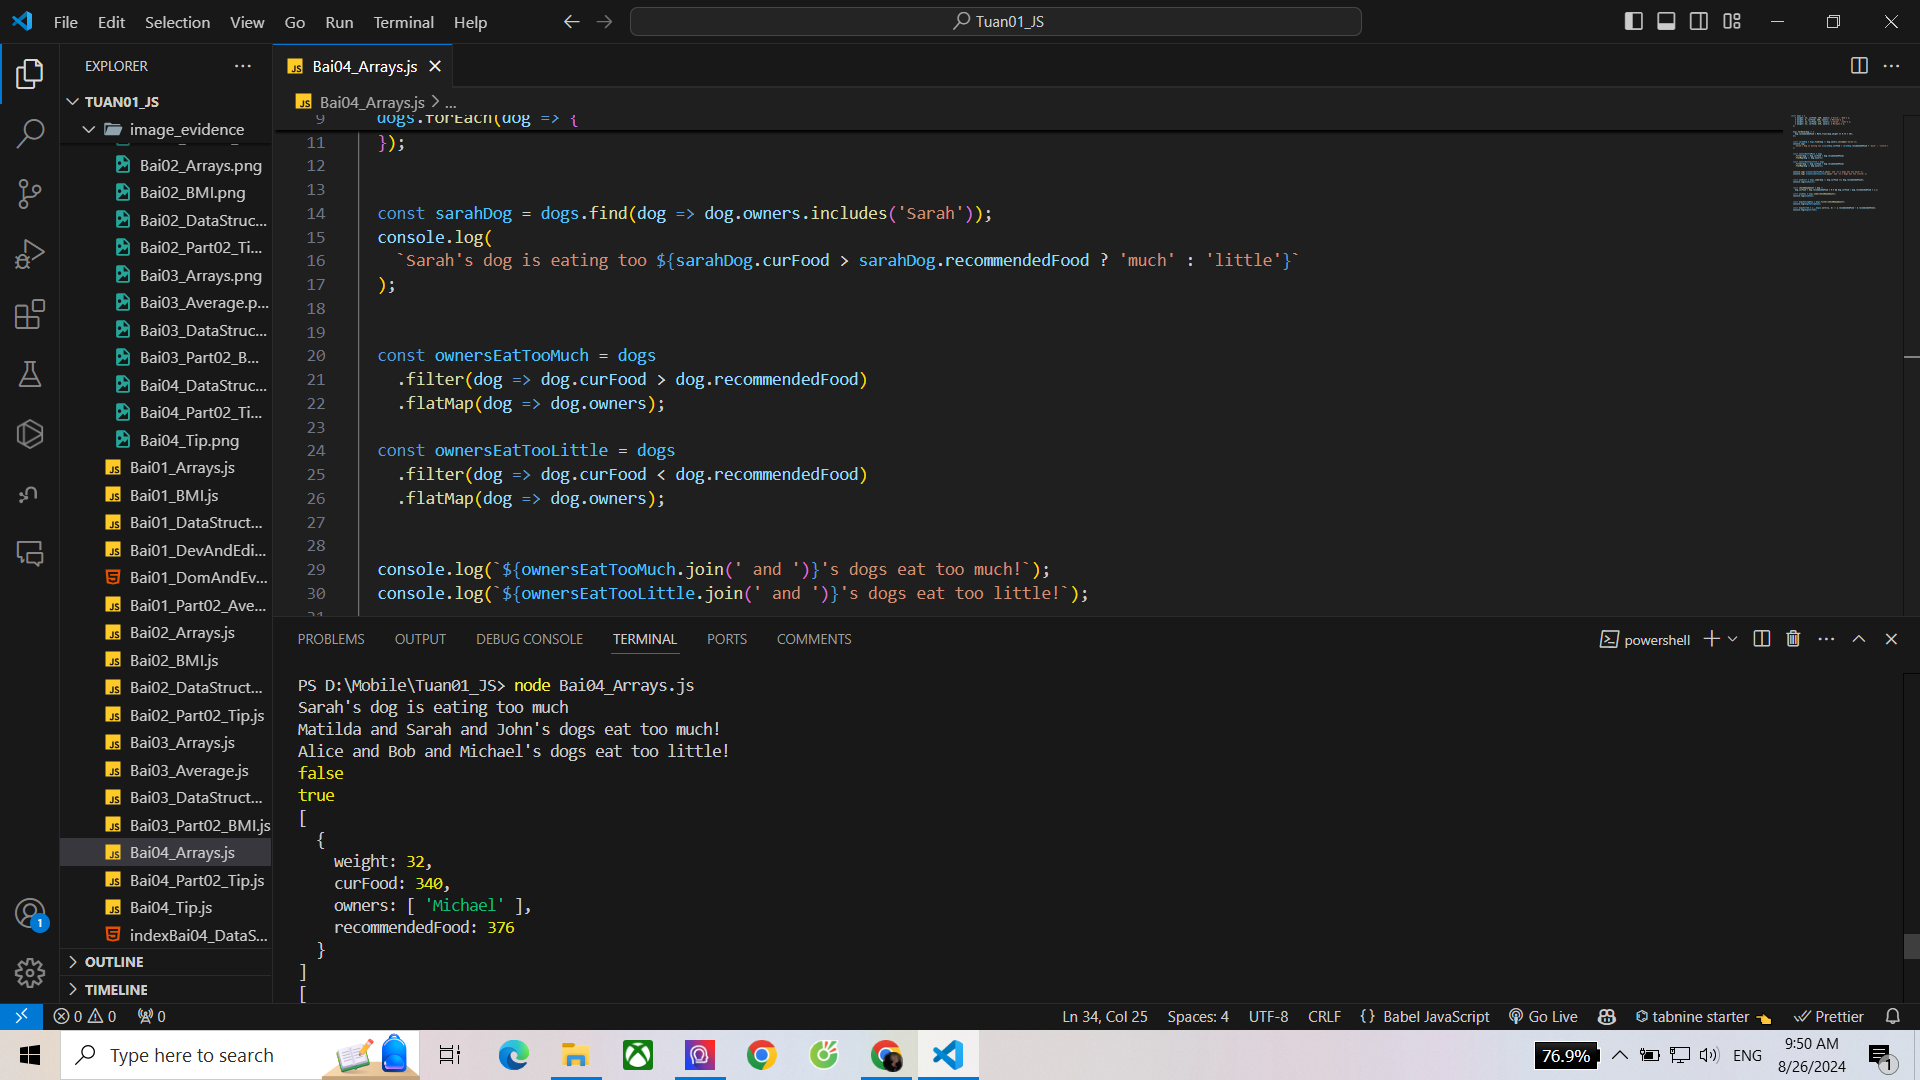 File Edit Selection View Go Run Terminal Help
Tuan01_JS
EXPLORER
TUAN01_JS
image_evidence
Bai02_Arrays.png
Bai02_BMI.png
Bai02_DataStruc...
Bai02_Part02_Ti...
Bai03_Arrays.png
Bai03_Average.p...
Bai03_DataStruc...
Bai03_Part02_B...
Bai04_DataStruc...
Bai04_Part02_Ti...
Bai04_Tip.png
Bai01_Arrays.js
Bai01_BMI.js
Bai01_DataStruct...
Bai01_DevAndEdi...
Bai01_DomAndEv...
Bai01_Part02_Ave...
Bai02_Arrays.js
Bai02_BMI.js
Bai02_DataStruct...
Bai02_Part02_Tip.js
Bai03_Arrays.js
Bai03_Average.js
Bai03_DataStruct...
Bai03_Part02_BMI.js
Bai04_Arrays.js
Bai04_Part02_Tip.js
Bai04_Tip.js
indexBai04_DataS...
OUTLINE
TIMELINE
JS Bai04_Arrays.js
JS Bai04_Arrays.js > ...
9 dogs.forEach(dog => {
11 });
12
13
14 const sarahDog = dogs.find(dog => dog.owners.includes('Sarah'));
15 console.log(
16 `Sarah's dog is eating too ${sarahDog.curFood > sarahDog.recommendedFood ? 'much' : 'little'}`
17 );
18
19
20 const ownersEatTooMuch = dogs
21 .filter(dog => dog.curFood > dog.recommendedFood)
22 .flatMap(dog => dog.owners);
23
24 const ownersEatTooLittle = dogs
25 .filter(dog => dog.curFood < dog.recommendedFood)
26 .flatMap(dog => dog.owners);
27
28
29 console.log(`${ownersEatTooMuch.join(' and ')}'s dogs eat too much!`);
30 console.log(`${ownersEatTooLittle.join(' and ')}'s dogs eat too little!`);
31
PROBLEMS OUTPUT DEBUG CONSOLE TERMINAL PORTS COMMENTS
powershell
PS D:\Mobile\Tuan01_JS> node Bai04_Arrays.js
Sarah's dog is eating too much
Matilda and Sarah and John's dogs eat too much!
Alice and Bob and Michael's dogs eat too little!
false
true
[
{
weight: 32,
curFood: 340,
owners: [ 'Michael' ],
recommendedFood: 376
}
]
[
0 0 0
Ln 34, Col 25 Spaces: 4 UTF-8 CRLF {} Babel JavaScript Go Live tabnine starter Prettier
Type here to search
76.9%
ENG
9:50 AM
8/26/2024
1